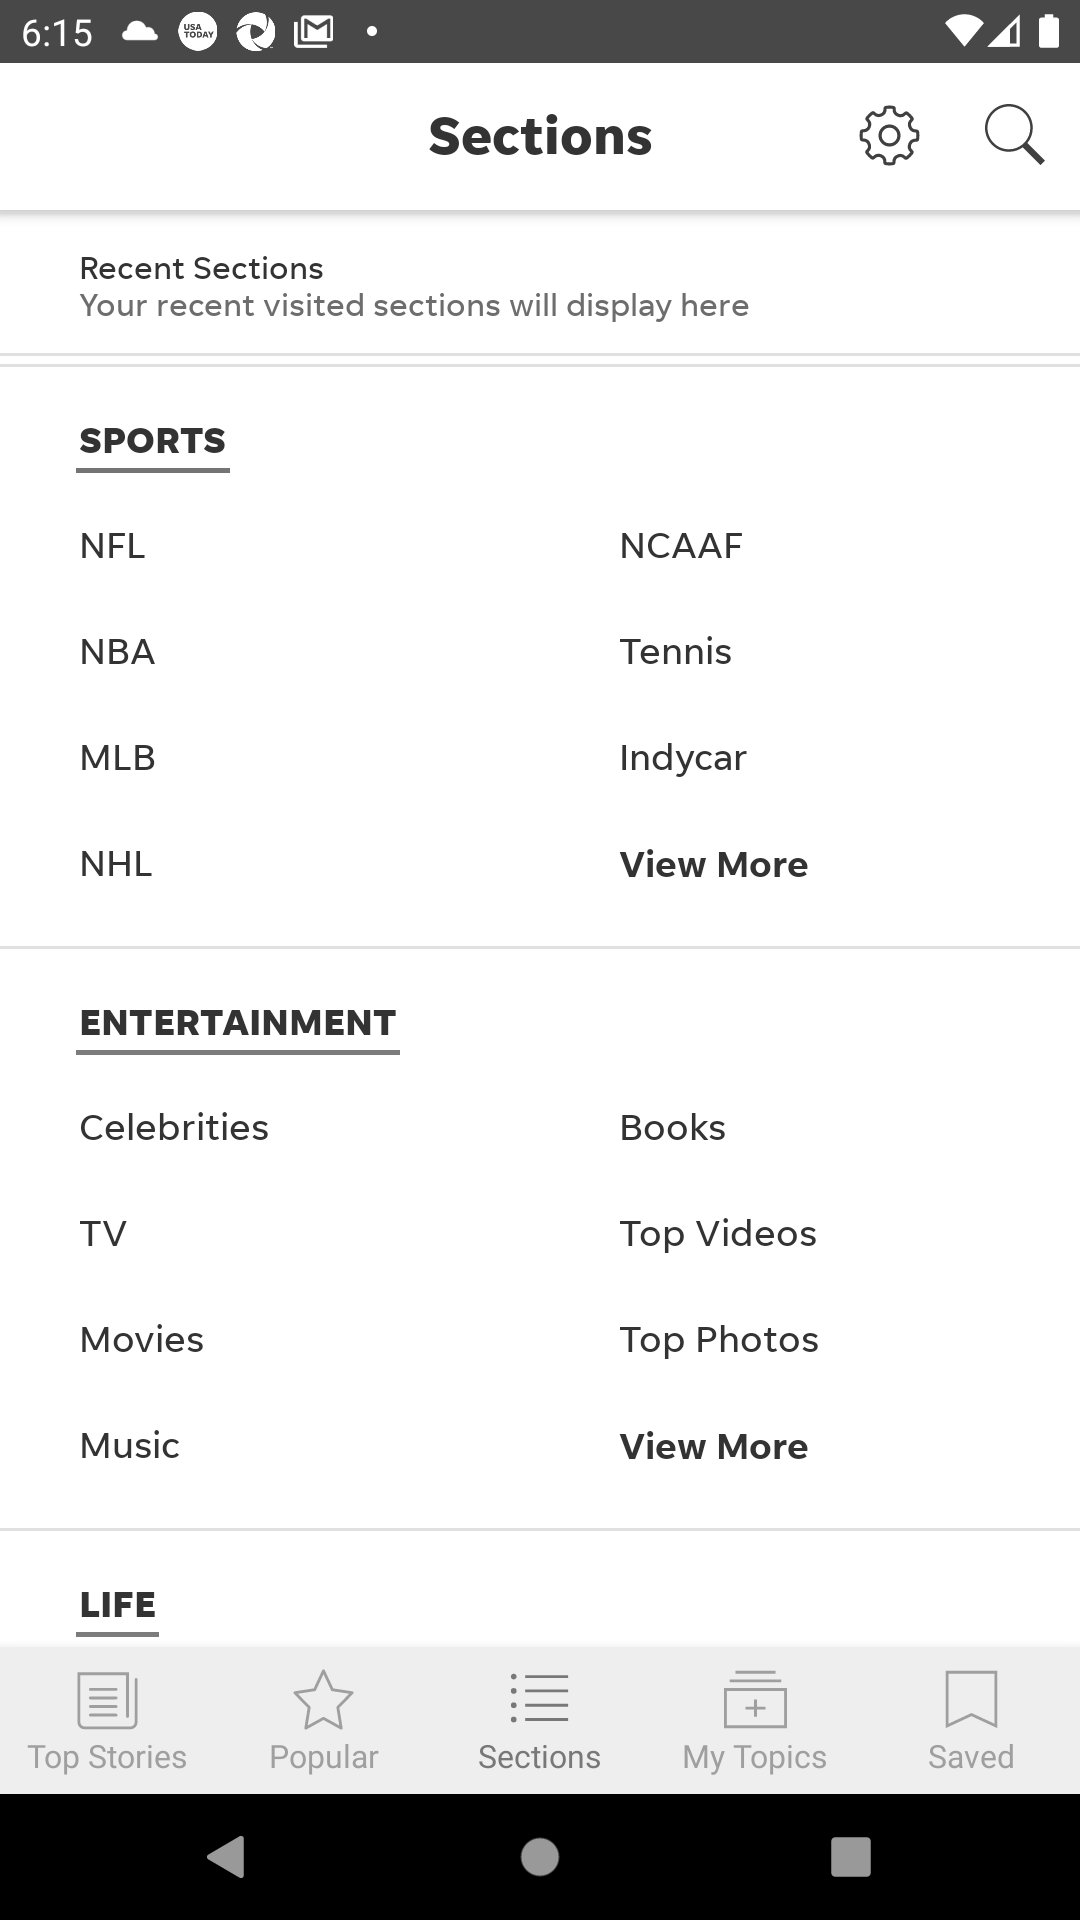 6:15
USA TODAY
Sections
Recent Sections
Your recent visited sections will display here
SPORTS
NFL
NCAAF
NBA
Tennis
MLB
Indycar
NHL
View More
ENTERTAINMENT
Celebrities
Books
TV
Top Videos
Movies
Top Photos
Music
View More
LIFE
Top Stories
Popular
Sections
My Topics
Saved